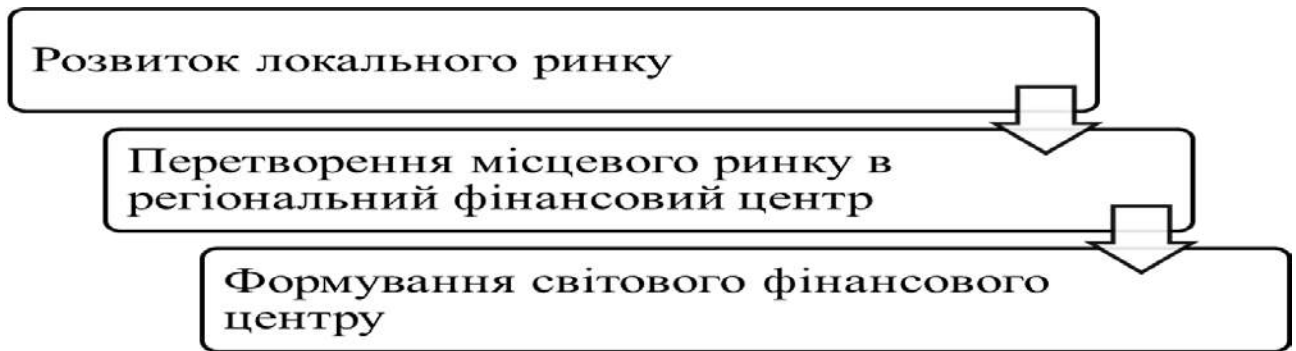 Розвиток локального ринку
Перетворення місцевого ринку в
регіональний фінансовий центр
Формування світового фінансового
центру